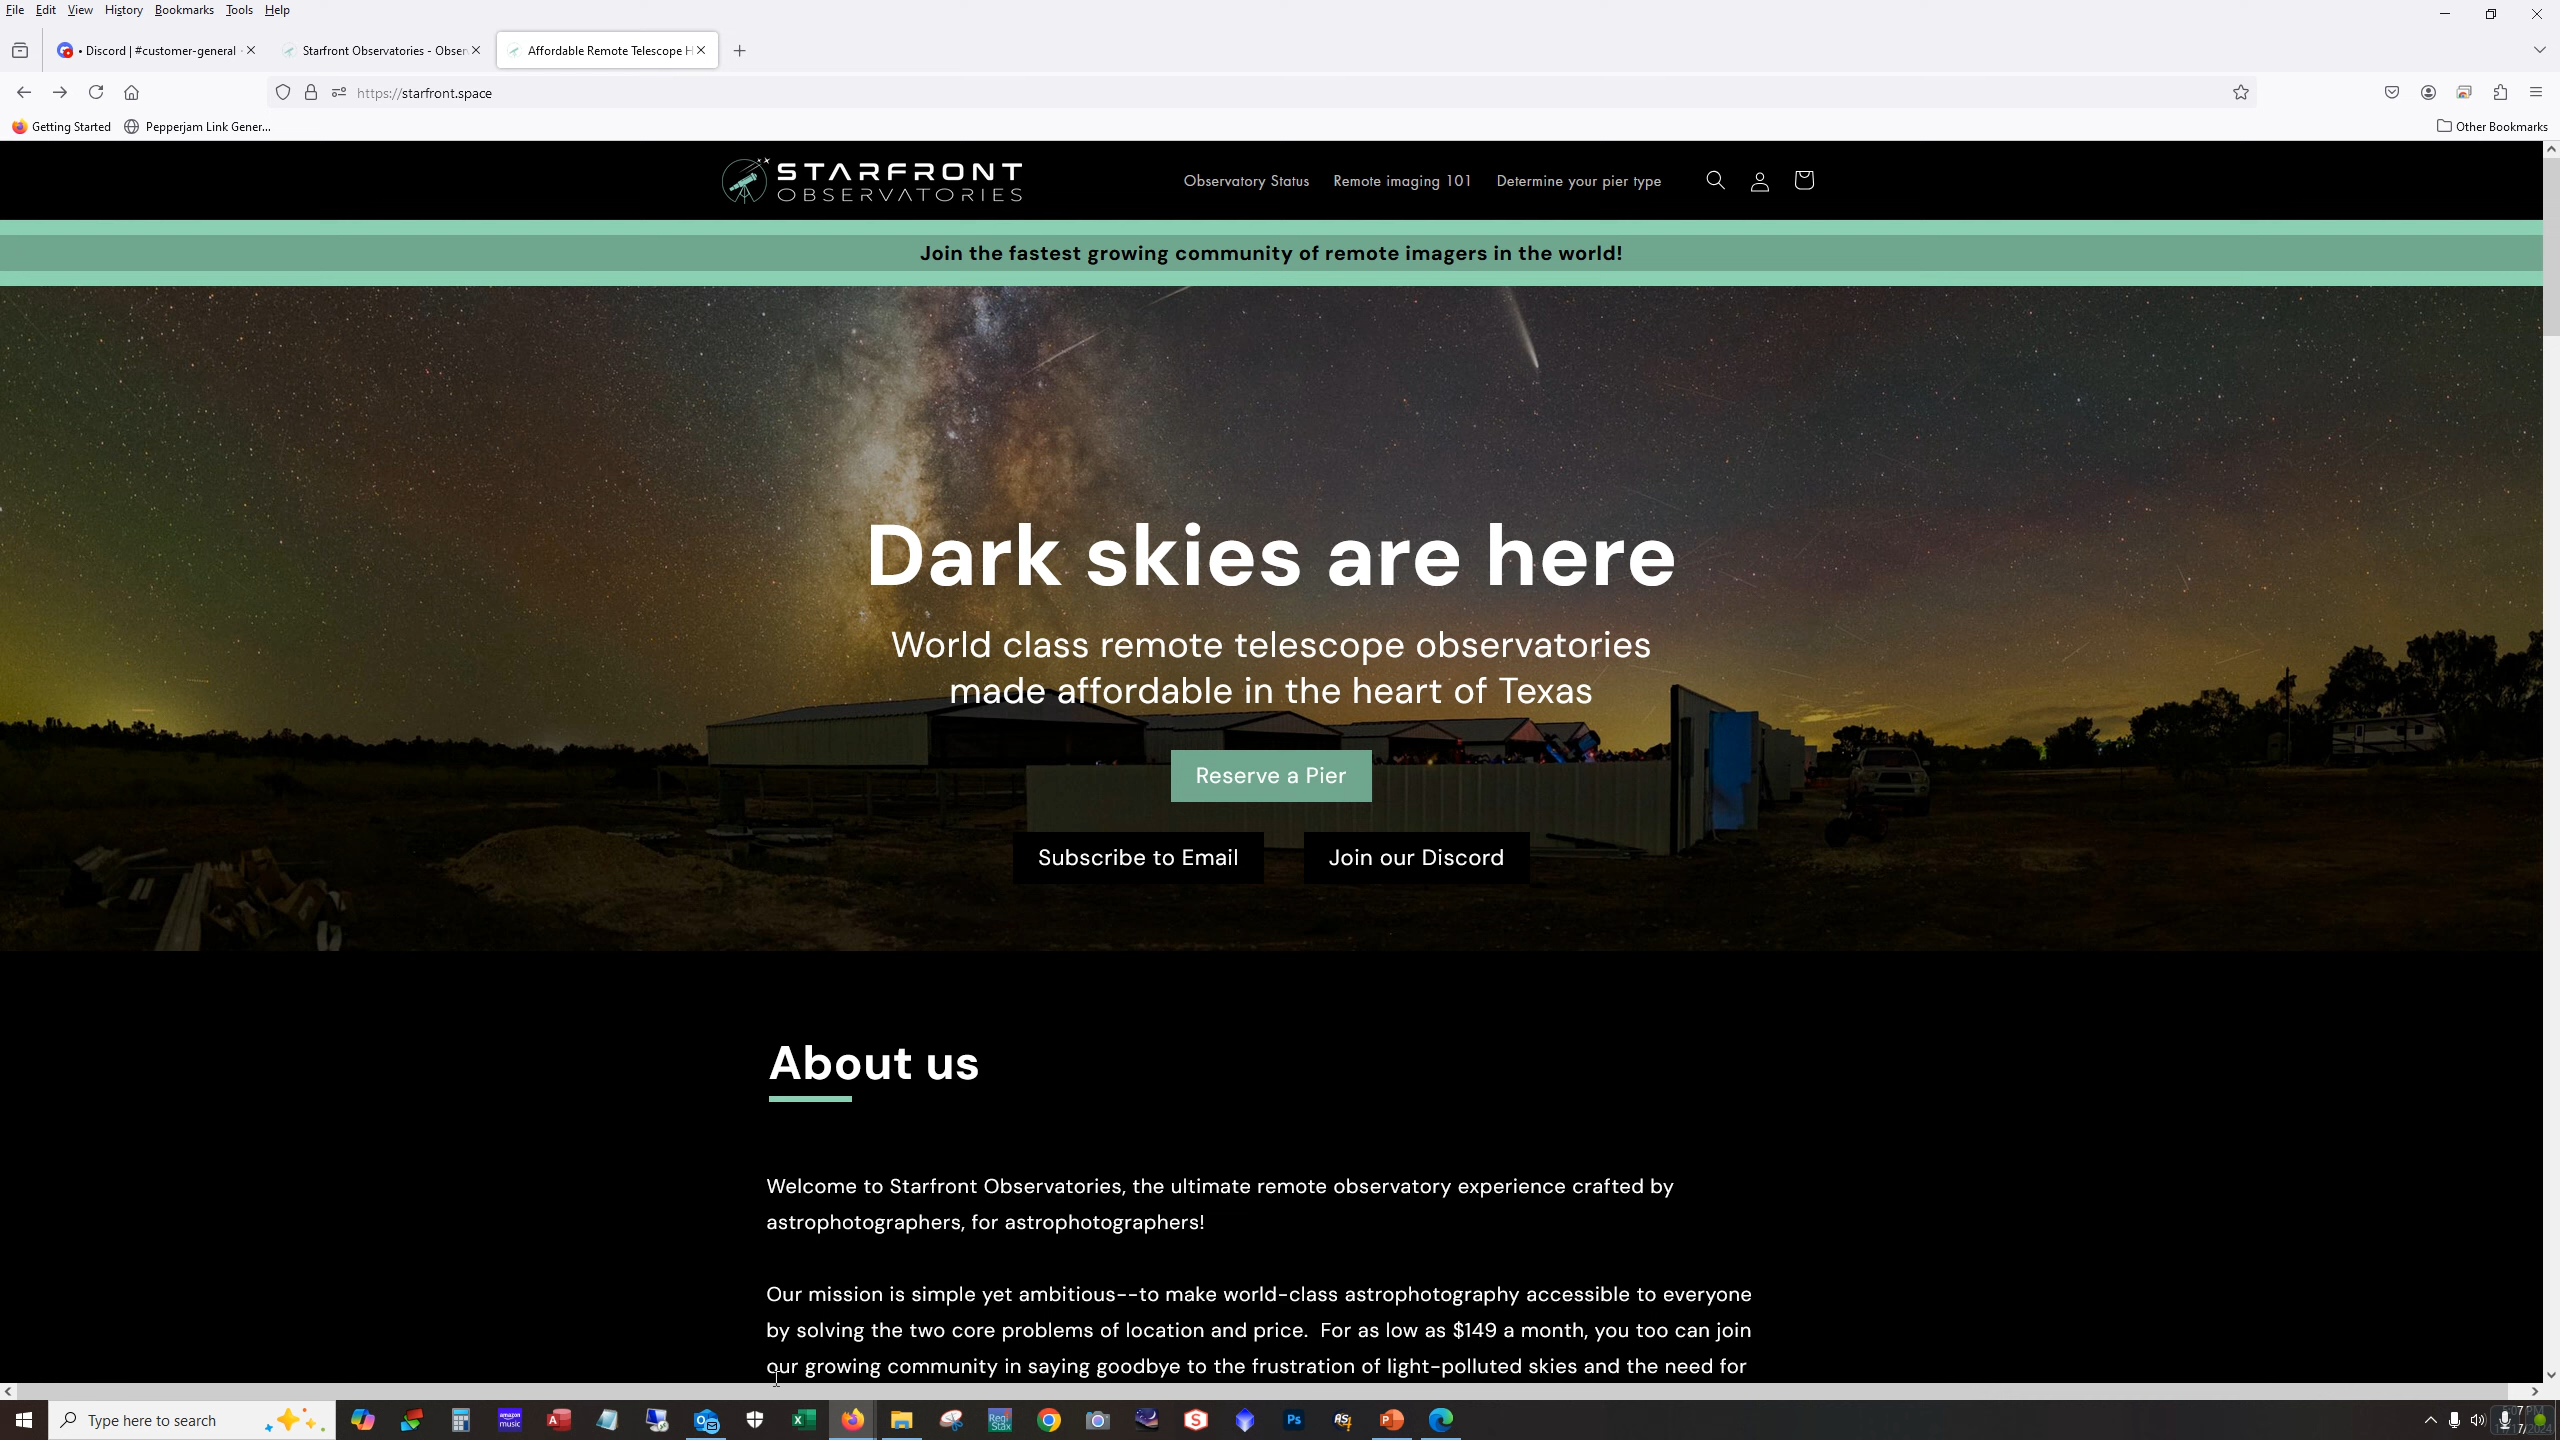 File Edit View History Bookmarks Tools Help
• Discord | #customer-general
Starfront Observatories - Obser
Affordable Remote Telescope H
https://starfront.space
Getting Started
Pepperjam Link Gener...
Other Bookmarks
STARFRONT
OBSERVATORIES
Observatory Status
Remote imaging 101
Determine your pier type
Join the fastest growing community of remote imagers in the world!
Dark skies are here
World class remote telescope observatories
made affordable in the heart of Texas
Reserve a Pier
Subscribe to Email
Join our Discord
About us
Welcome to Starfront Observatories, the ultimate remote observatory experience crafted by
astrophotographers, for astrophotographers!
Our mission is simple yet ambitious--to make world-class astrophotography accessible to everyone
by solving the two core problems of location and price.  For as low as $149 a month, you too can join
our growing community in saying goodbye to the frustration of light-polluted skies and the need for
Type here to search
amazon music
Regi Stax
Ps